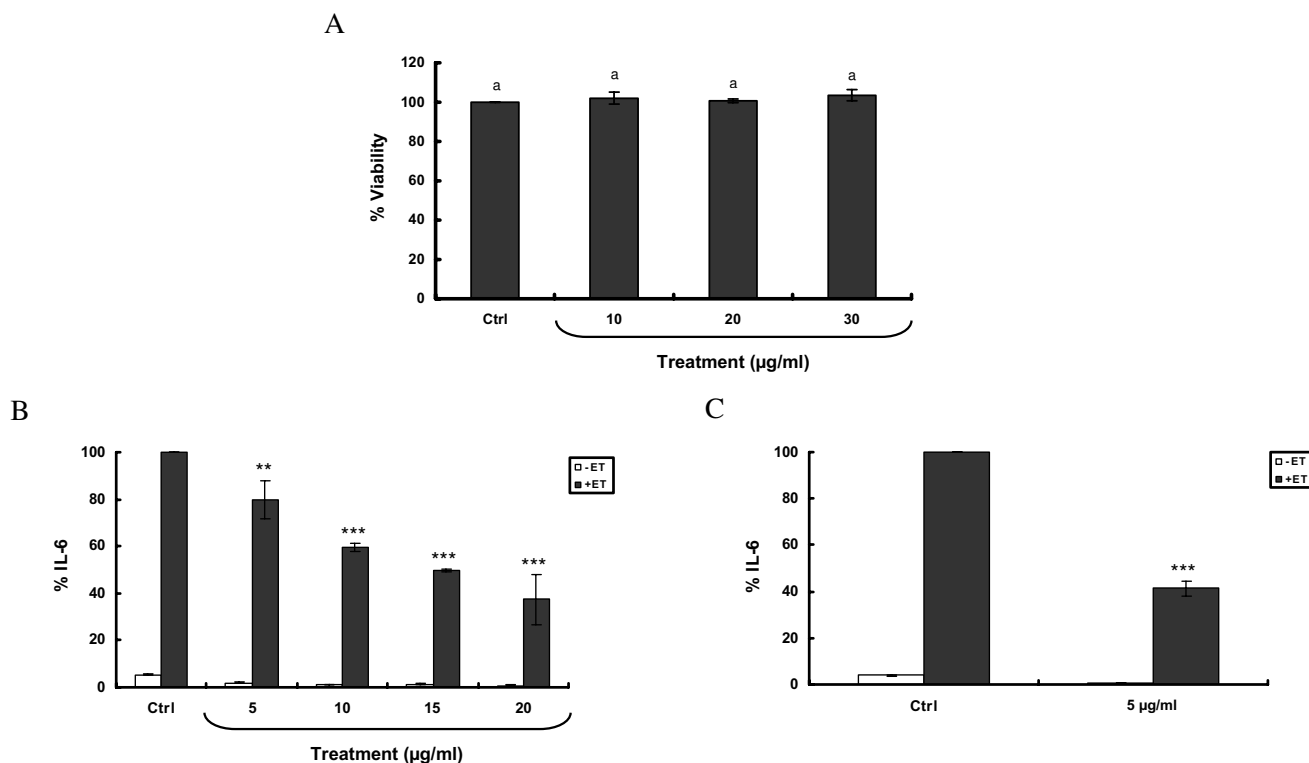 A
% Viability
120
100
80
60
40
20
0
a
a
a
a
Ctrl
10
20
30
Treatment (µg/ml)
B
% IL-6
100
80
60
40
20
0
**
***
***
***
-ET
+ET
Ctrl
5
10
15
20
Treatment (µg/ml)
C
% IL-6
100
80
60
40
20
0
***
-ET
+ET
Ctrl
5 µg/ml